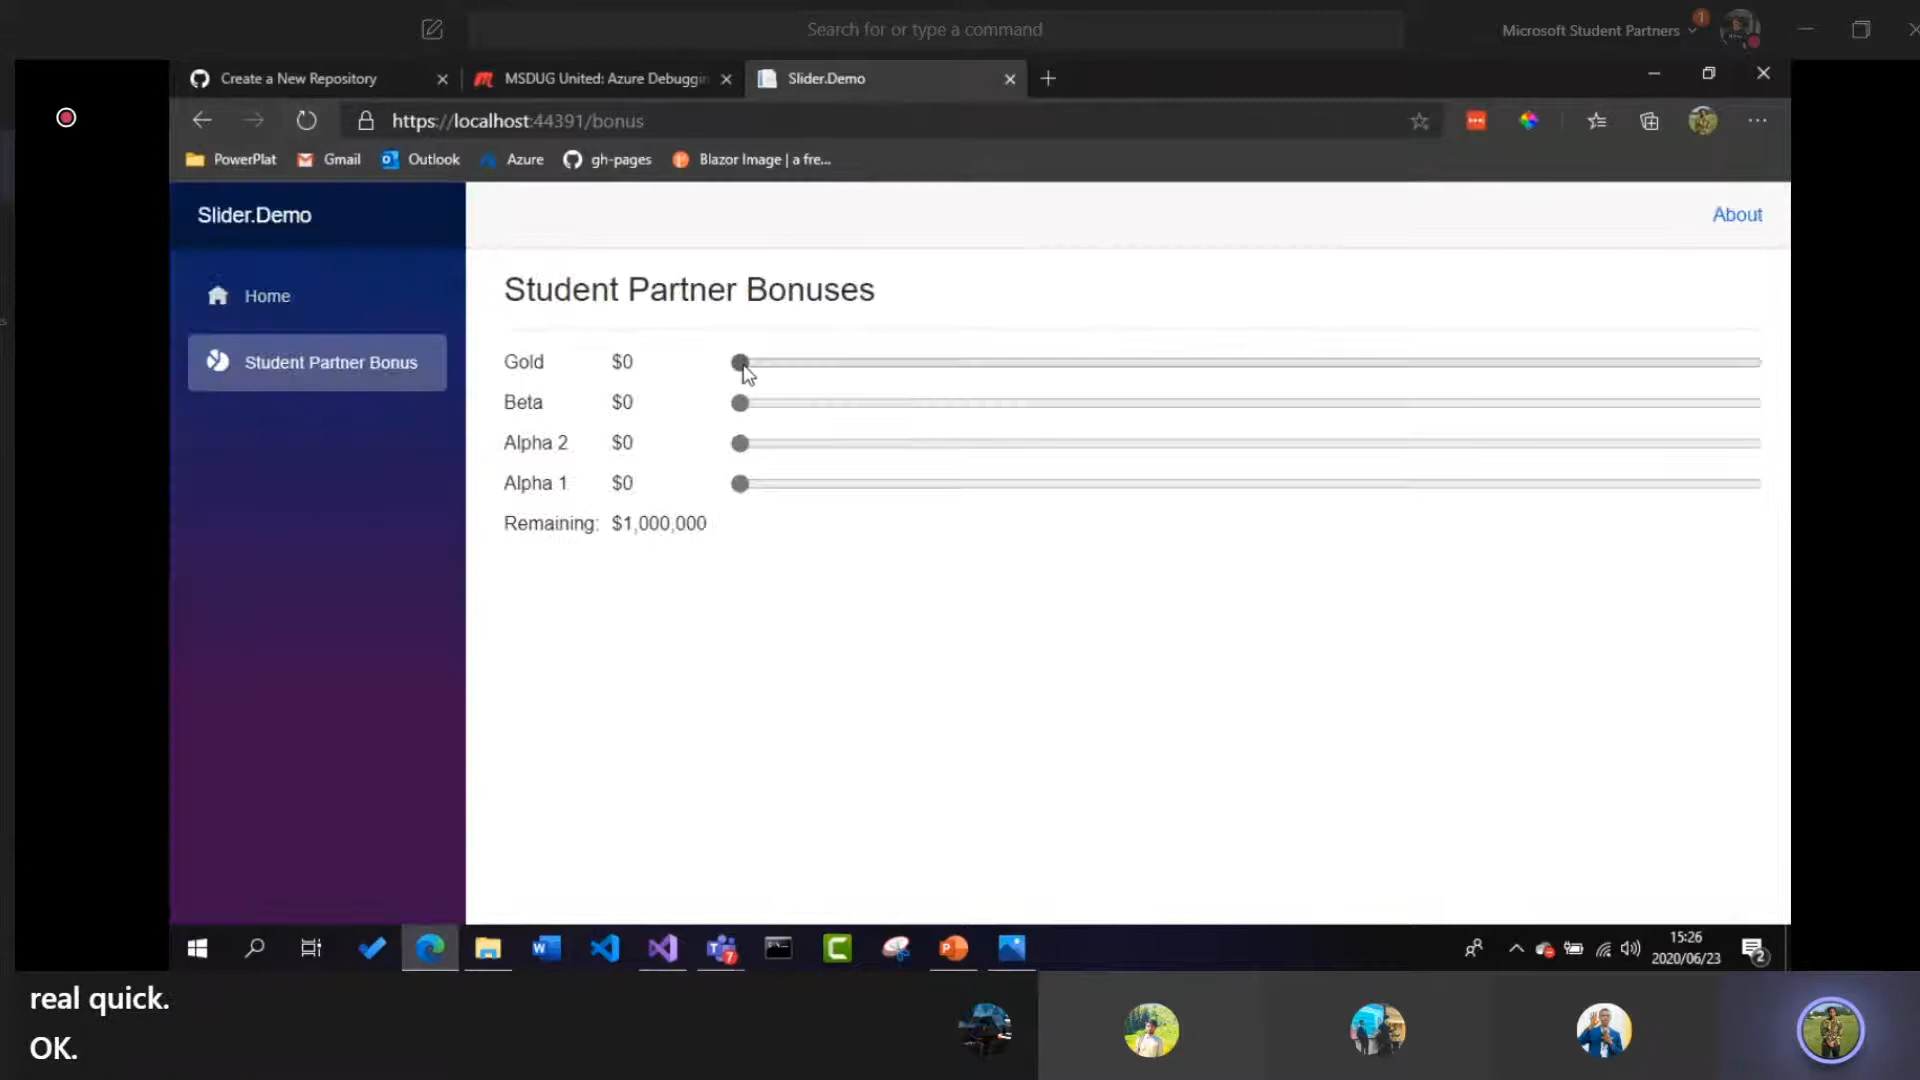 Search for or type a command
Microsoft Student Partners
1
Create a New Repository
MSDUG United: Azure Debuggin
Slider.Demo
https://localhost:44391/bonus
PowerPlat
Gmail
Outlook
Azure
gh-pages
Blazor Image | a fre...
Slider.Demo
About
Home
Student Partner Bonus
Student Partner Bonuses
Gold $0
Beta $0
Alpha 2 $0
Alpha 1 $0
Remaining: $1,000,000
7
15:26
2020/06/23
2
real quick.
OK.